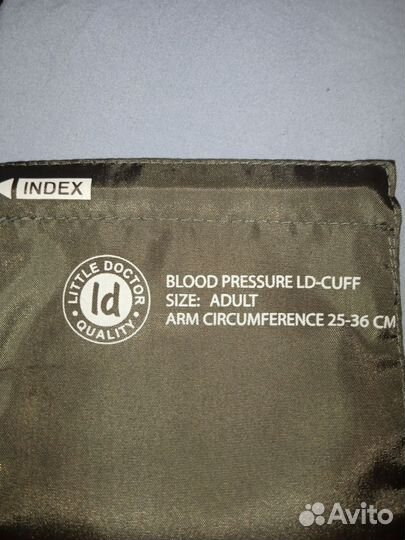 INDEX
LITTLE DOCTOR
ld
QUALITY
BLOOD PRESSURE LD-CUFF
SIZE: ADULT
ARM CIRCUMFERENCE 25-36 CM
Avito